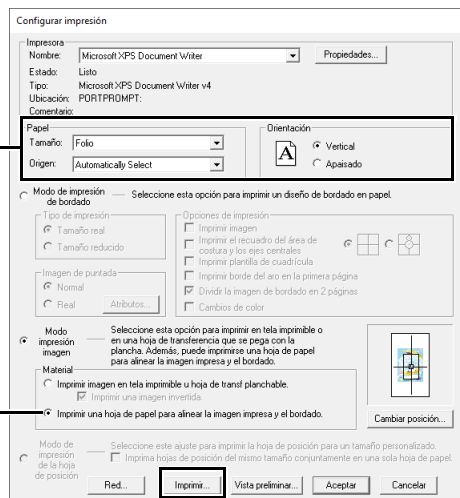 Configurar impresión
Impresora
Nombre: Microsoft XPS Document Writer Propiedades...
Estado: Listo
Tipo: Microsoft XPS Document Writer v4
Ubicación: PORTPROMPT:
Comentario:
Papel
Tamaño: Folio
Origen: Automatically Select
Orientación
A
Vertical
Apaisado
Modo de impresión de bordado
Seleccione esta opción para imprimir un diseño de bordado en papel.
Tipo de impresión
Tamaño real
Tamaño reducido
Imagen de puntada
Normal
Real Atributos...
Opciones de impresión
Imprimir imagen
Imprimir el recuadro del área de
costura y los ejes centrales
Imprimir plantilla de cuadrícula
Imprimir borde del aro en la primera página
Dividir la imagen de bordado en 2 páginas
Cambios de color
Modo
impresión
imagen
Seleccione esta opción para imprimir en tela imprimible o
en una hoja de transferencia que se pega con la
plancha. Además, puede imprimirse una hoja de papel
para alinear la imagen impresa y el bordado.
Material
Imprimir imagen en tela imprimible u hoja de transf planchable.
Imprimir una imagen invertida.
Imprimir una hoja de papel para alinear la imagen impresa y el bordado.
Cambiar posición...
Modo de
impresión
de la hoja
de posición
Seleccione este ajuste para imprimir la hoja de posición para un tamaño personalizado.
Imprima hojas de posición del mismo tamaño conjuntamente en una sola hoja de papel.
Red... Imprimir... Vista preliminar... Aceptar Cancelar